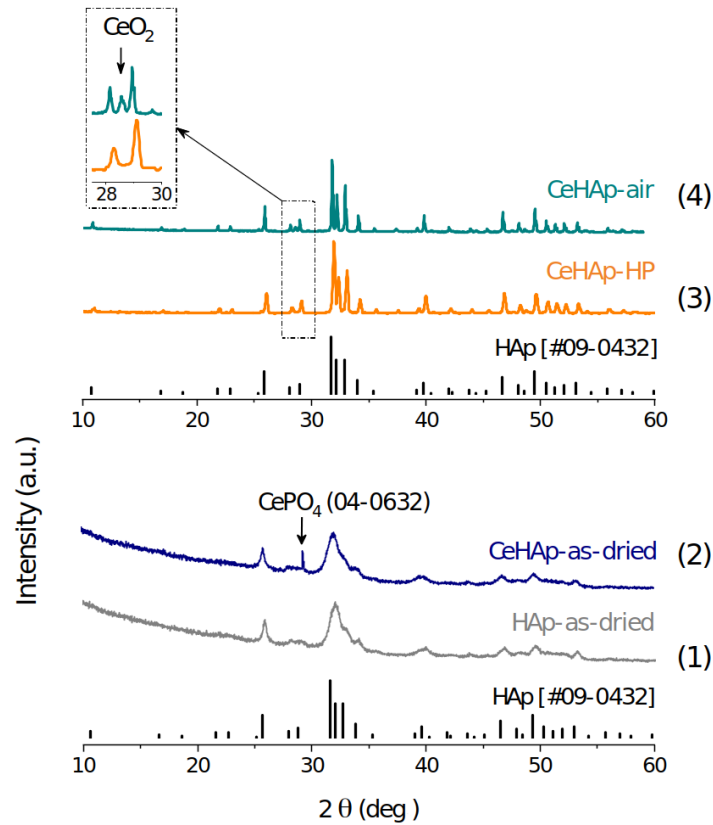 CeO2
28 30
CeHAp-air (4)
CeHAp-HP (3)
HAp [#09-0432]
10 20 30 40 50 60
CePO4 (04-0632)
CeHAp-as-dried (2)
HAp-as-dried (1)
HAp [#09-0432]
10 20 30 40 50 60
2 θ (deg )
Intensity (a.u.)